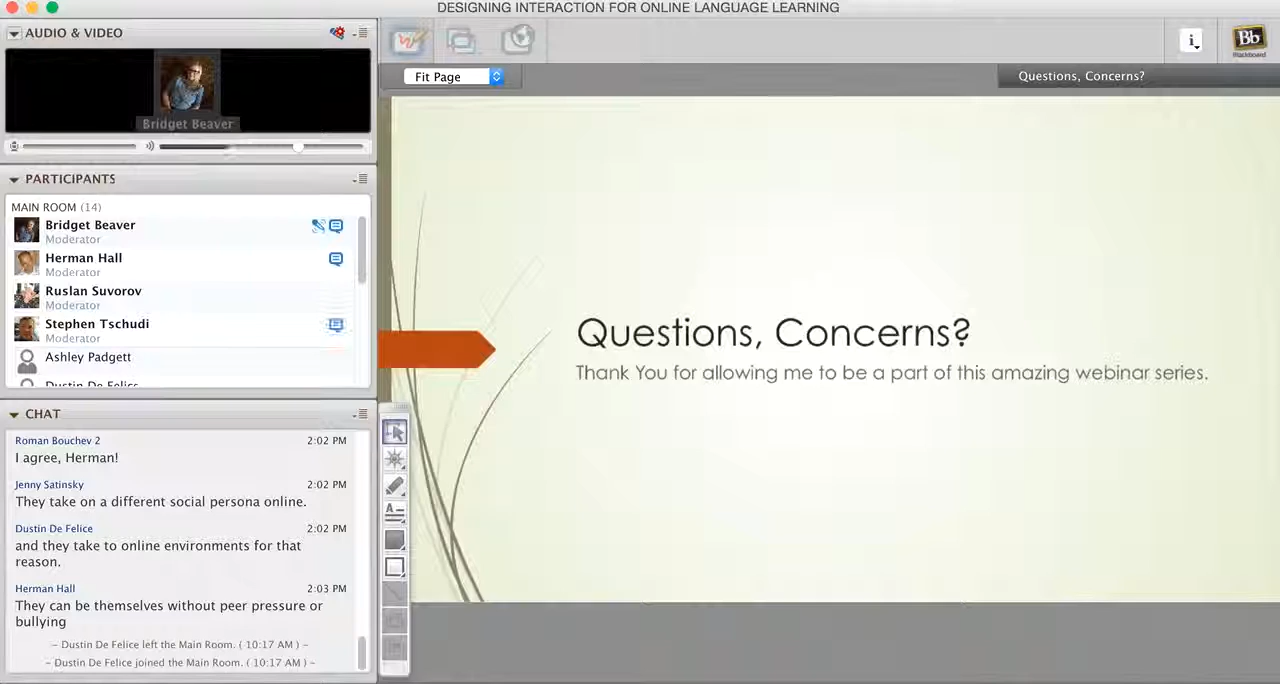 DESIGNING INTERACTION FOR ONLINE LANGUAGE LEARNING
AUDIO & VIDEO
Bridget Beaver
PARTICIPANTS
MAIN ROOM (14)
Bridget Beaver
Moderator
Herman Hall
Moderator
Ruslan Suvorov
Moderator
Stephen Tschudi
Moderator
Ashley Padgett
Dustin De Felice
CHAT
Roman Bouchev 2 2:02 PM
I agree, Herman!
Jenny Satinsky 2:02 PM
They take on a different social persona online.
Dustin De Felice 2:02 PM
and they take to online environments for that
reason.
Herman Hall 2:03 PM
They can be themselves without peer pressure or
bullying
– Dustin De Felice left the Main Room. ( 10:17 AM ) –
– Dustin De Felice joined the Main Room. ( 10:17 AM ) –
Fit Page
i
Bb
Blackboard
Questions, Concerns?
Questions, Concerns?
Thank You for allowing me to be a part of this amazing webinar series.
A